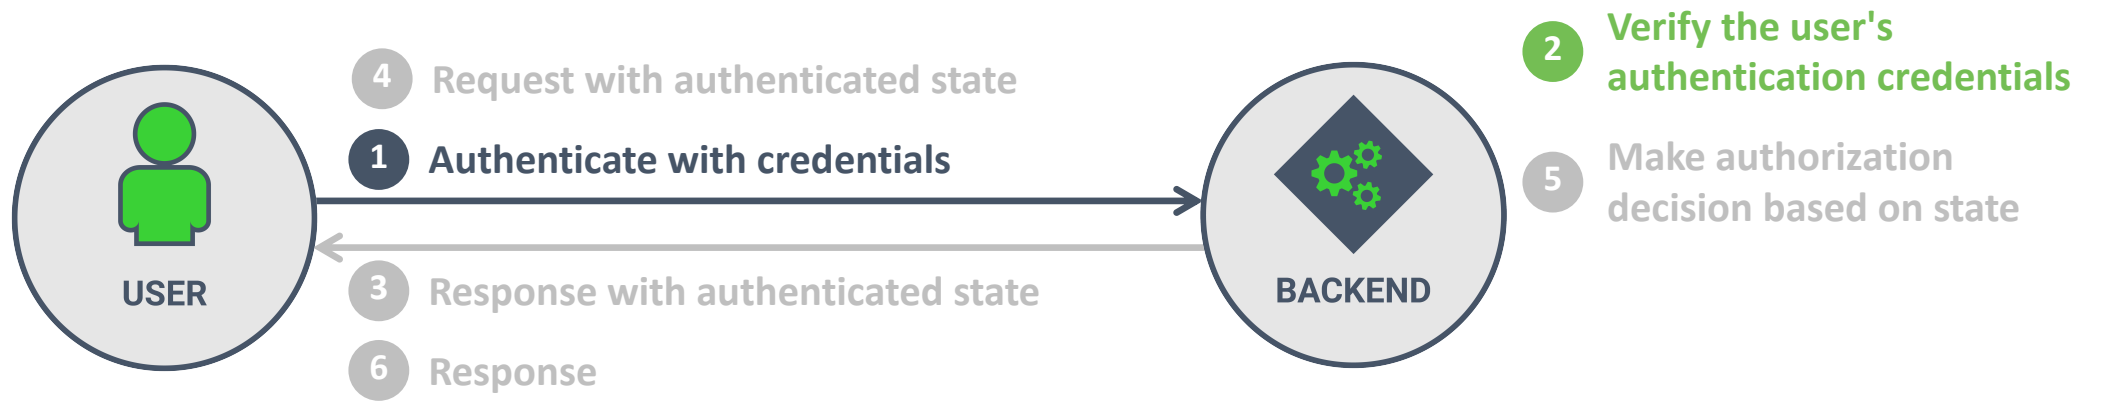 4 Request with authenticated state
1 Authenticate with credentials
USER
3 Response with authenticated state
6 Response
BACKEND
2 Verify the user's
authentication credentials
5 Make authorization
decision based on state